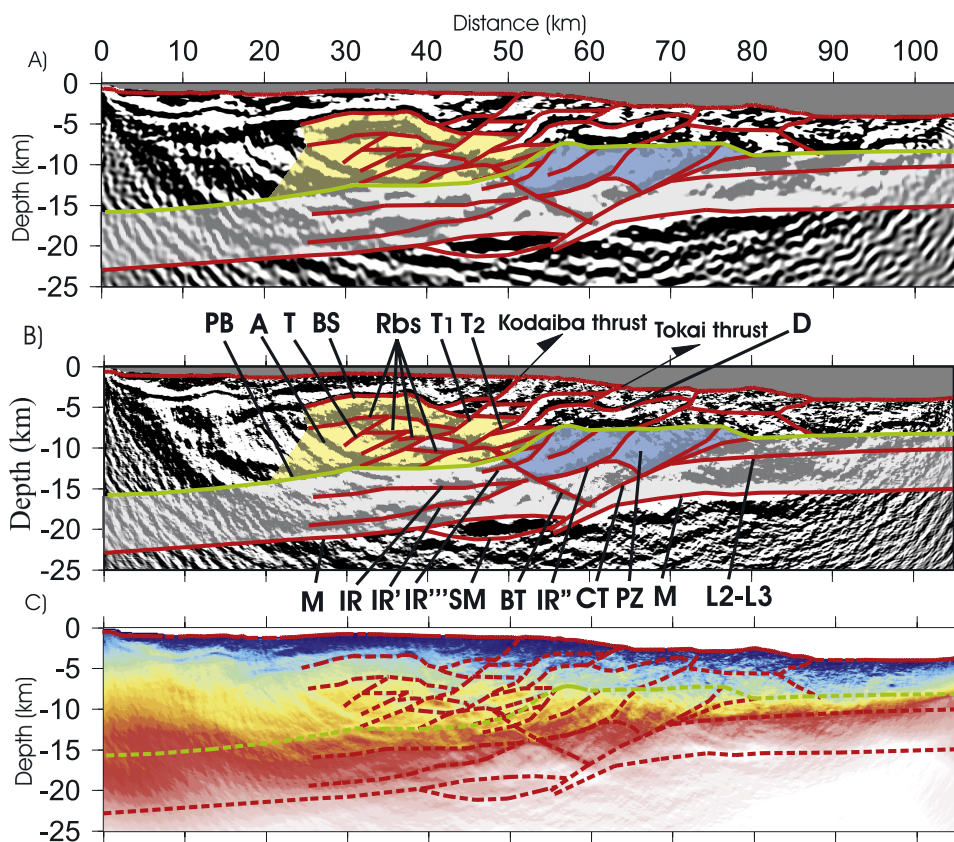 Distance (km)
0 10 20 30 40 50 60 70 80 90 100
A)
0
-5
-10
-15
-20
-25
Depth (km)
PB A T BS Rbs T1 T2 Kodaiba thrust Tokai thrust D
B)
0
-5
-10
-15
-20
-25
Depth (km)
M IR IR' IR''' SM BT IR'' CT PZ M L2-L3
C)
0
-5
-10
-15
-20
-25
Depth (km)